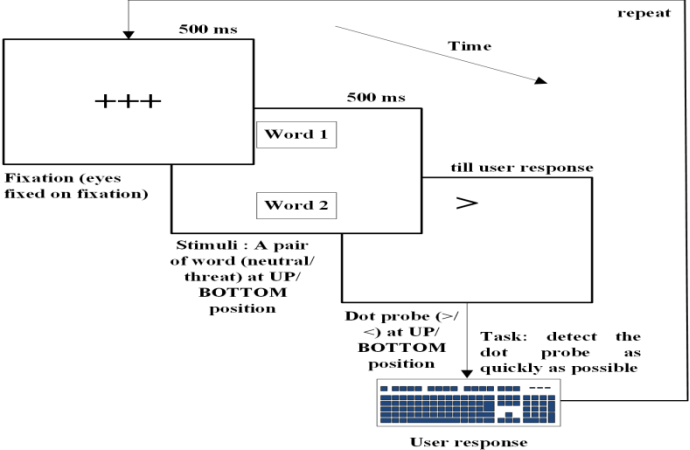 repeat
500 ms
Time
+++
500 ms
Word 1
Fixation (eyes
fixed on fixation)
till user response
Word 2
>
Stimuli : A pair
of word (neutral/
threat) at UP/
BOTTOM
position
Dot probe (>/
<) at UP/
BOTTOM
position
Task: detect the
dot probe as
quickly as possible
User response